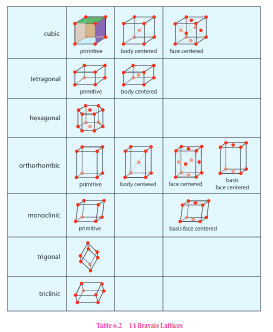 cubic
primitive
body centered
face centered
tetragonal
primitive
body centered
hexagonal
orthorhombic
primitive
body centered
face centered
basis
face centered
monoclinic
primitive
basis face centered
trigonal
triclinic
Table 6.2 14 Bravais Lattices